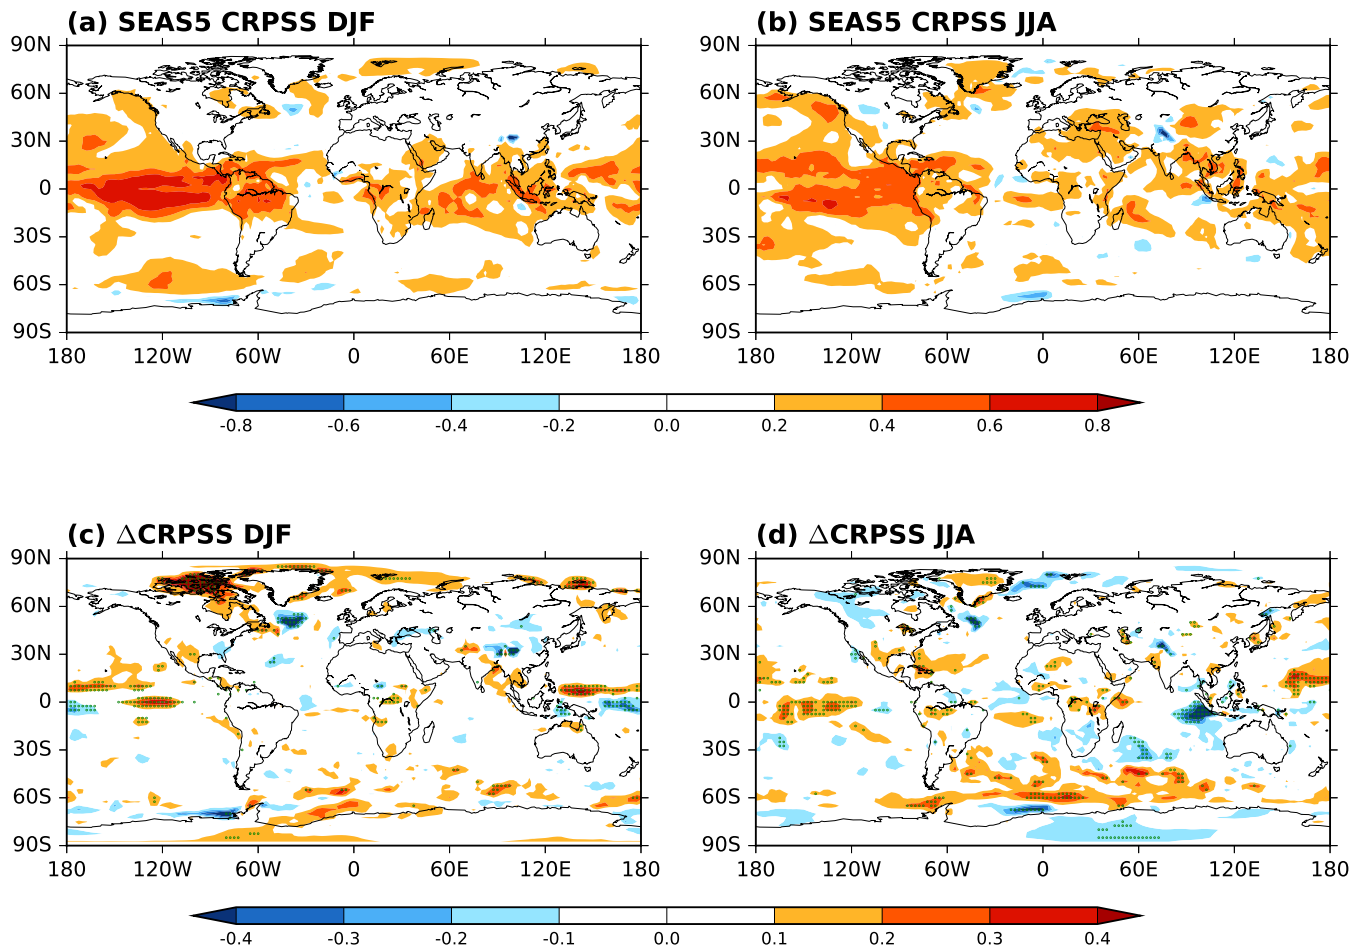 (a) SEAS5 CRPSS DJF
(b) SEAS5 CRPSS JJA
90N
60N
30N
0
30S
60S
90S
180 120W 60W 0 60E 120E 180
90N
60N
30N
0
30S
60S
90S
180 120W 60W 0 60E 120E 180
-0.8 -0.6 -0.4 -0.2 0.0 0.2 0.4 0.6 0.8
(c) ΔCRPSS DJF
(d) ΔCRPSS JJA
90N
60N
30N
0
30S
60S
90S
180 120W 60W 0 60E 120E 180
90N
60N
30N
0
30S
60S
90S
180 120W 60W 0 60E 120E 180
-0.4 -0.3 -0.2 -0.1 0.0 0.1 0.2 0.3 0.4